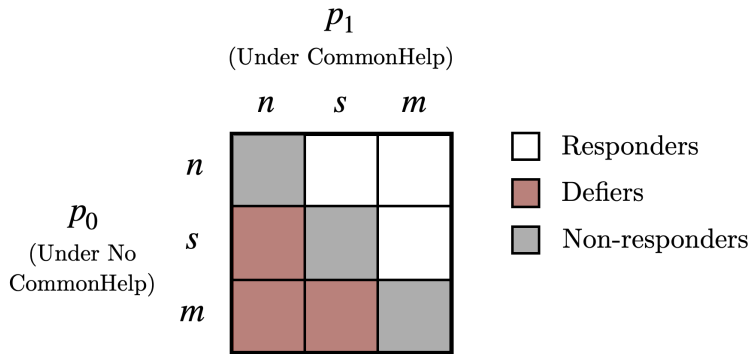 p₁
(Under CommonHelp)
n s m
n
Responders
p₀
Defiers
s
(Under No
Non-responders
CommonHelp)
m